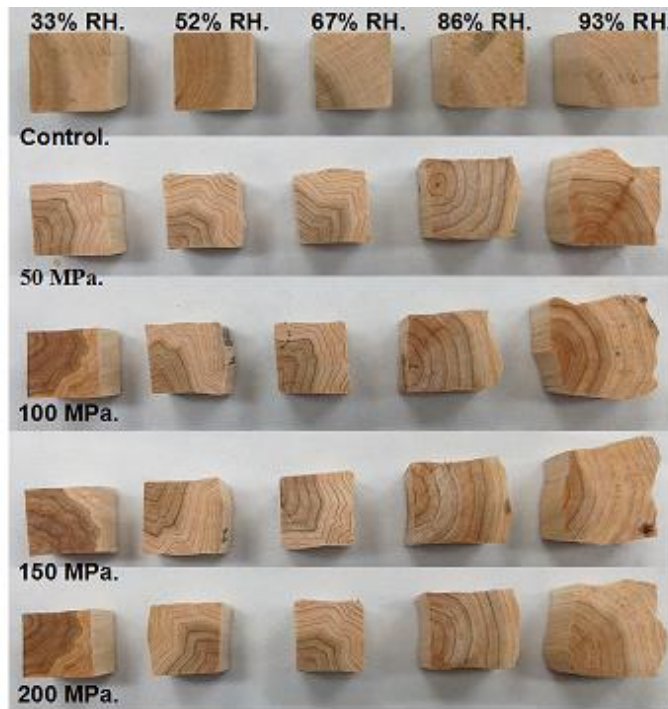 33% RH. 52% RH. 67% RH. 86% RH. 93% RH.
Control.
50 MPa.
100 MPa.
150 MPa.
200 MPa.